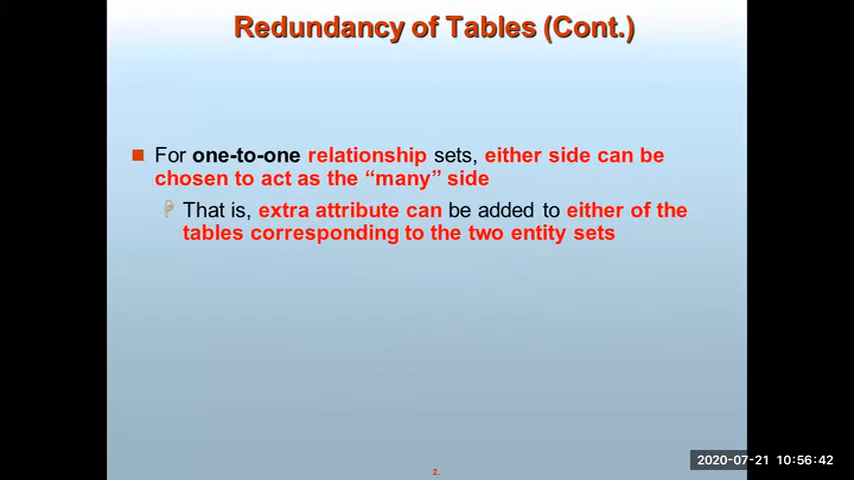 Redundancy of Tables (Cont.)
For one-to-one relationship sets, either side can be
chosen to act as the “many” side
That is, extra attribute can be added to either of the
tables corresponding to the two entity sets
2.
2020-07-21 10:56:42